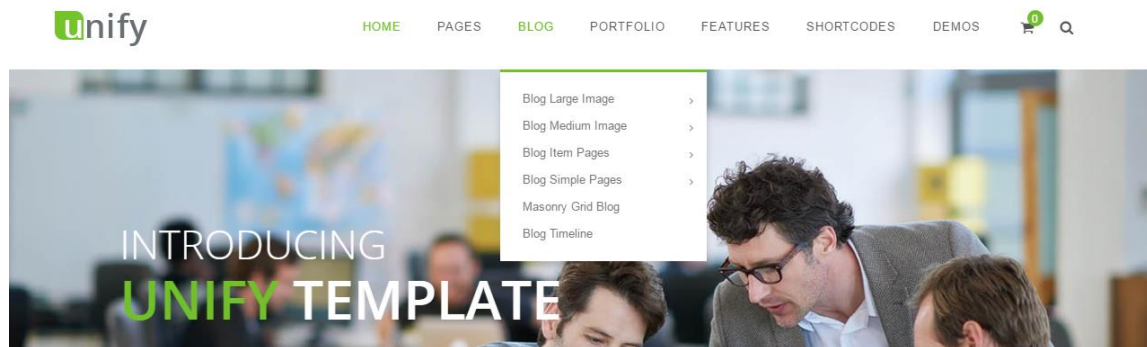 unify
HOME PAGES BLOG PORTFOLIO FEATURES SHORTCODES DEMOS 0
Blog Large Image
Blog Medium Image
Blog Item Pages
Blog Simple Pages
Masonry Grid Blog
Blog Timeline
INTRODUCING
UNIFY TEMPLATE